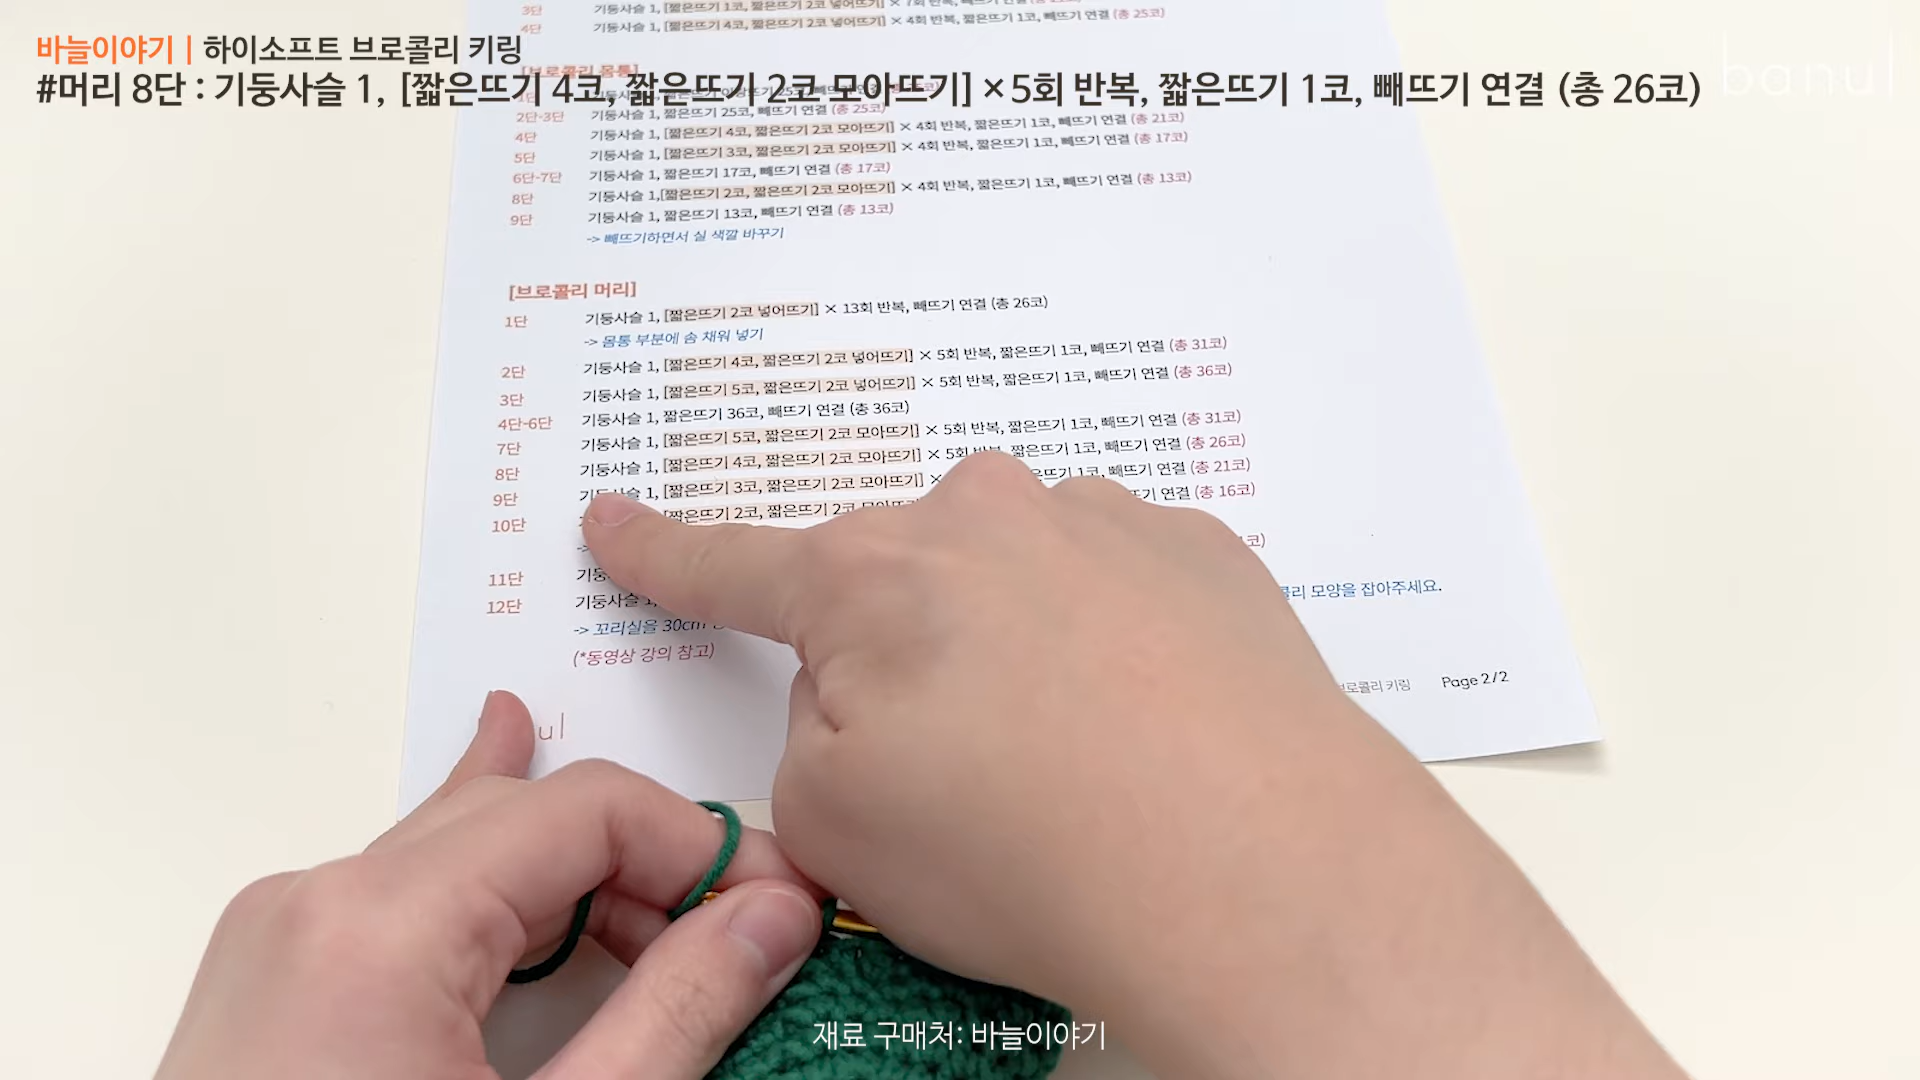 3단 기둥사슬 1, [짧은뜨기 1코, 짧은뜨기 2코 넣어뜨기] × 7회 반복,
4단 기둥사슬 1, [짧은뜨기 4코, 짧은뜨기 2코 넣어뜨기] × 4회 반복, 짧은뜨기 1코, 빼뜨기 연결 (총 25코)
바늘이야기 | 하이소프트 브로콜리 키링
#머리 8단 : 기둥사슬 1, [짧은뜨기 4코, 짧은뜨기 2코 모아뜨기] ×5회 반복, 짧은뜨기 1코, 빼뜨기 연결 (총 26코)
banul
[브로콜리 몸통]
1단
2단-3단 기둥사슬 1, 짧은뜨기 25코, 빼뜨기 연결 (총 25코)
4단 기둥사슬 1, [짧은뜨기 4코, 짧은뜨기 2코 모아뜨기] × 4회 반복, 짧은뜨기 1코, 빼뜨기 연결 (총 21코)
5단 기둥사슬 1, [짧은뜨기 3코, 짧은뜨기 2코 모아뜨기] × 4회 반복, 짧은뜨기 1코, 빼뜨기 연결 (총 17코)
6단-7단 기둥사슬 1, 짧은뜨기 17코, 빼뜨기 연결 (총 17코)
8단 기둥사슬 1,[짧은뜨기 2코, 짧은뜨기 2코 모아뜨기] × 4회 반복, 짧은뜨기 1코, 빼뜨기 연결 (총 13코)
9단 기둥사슬 1, 짧은뜨기 13코, 빼뜨기 연결 (총 13코)
-> 빼뜨기하면서 실 색깔 바꾸기
[브로콜리 머리]
1단 기둥사슬 1, [짧은뜨기 2코 넣어뜨기] × 13회 반복, 빼뜨기 연결 (총 26코)
-> 몸통 부분에 솜 채워 넣기
2단 기둥사슬 1, [짧은뜨기 4코, 짧은뜨기 2코 넣어뜨기] × 5회 반복, 짧은뜨기 1코, 빼뜨기 연결 (총 31코)
3단 기둥사슬 1, [짧은뜨기 5코, 짧은뜨기 2코 넣어뜨기] × 5회 반복, 짧은뜨기 1코, 빼뜨기 연결 (총 36코)
4단-6단 기둥사슬 1, 짧은뜨기 36코, 빼뜨기 연결 (총 36코)
7단 기둥사슬 1, [짧은뜨기 5코, 짧은뜨기 2코 모아뜨기] × 5회 반복, 짧은뜨기 1코, 빼뜨기 연결 (총 31코)
8단 기둥사슬 1, [짧은뜨기 4코, 짧은뜨기 2코 모아뜨기] × 5회 반복, 짧은뜨기 1코, 빼뜨기 연결 (총 26코)
9단 기둥사슬 1, [짧은뜨기 3코, 짧은뜨기 2코 모아뜨기] × 1코, 빼뜨기 연결 (총 21코)
10단 [짧은뜨기 2코, 짧은뜨기 2코 모아뜨기 연결 (총 16코)
->
11단 기둥
12단 기둥사슬 1,
모양을 잡아주세요.
-> 꼬리실을 30cm
(*동영상 강의 참고)
브로콜리 키링 Page 2/2
ul
재료 구매처: 바늘이야기